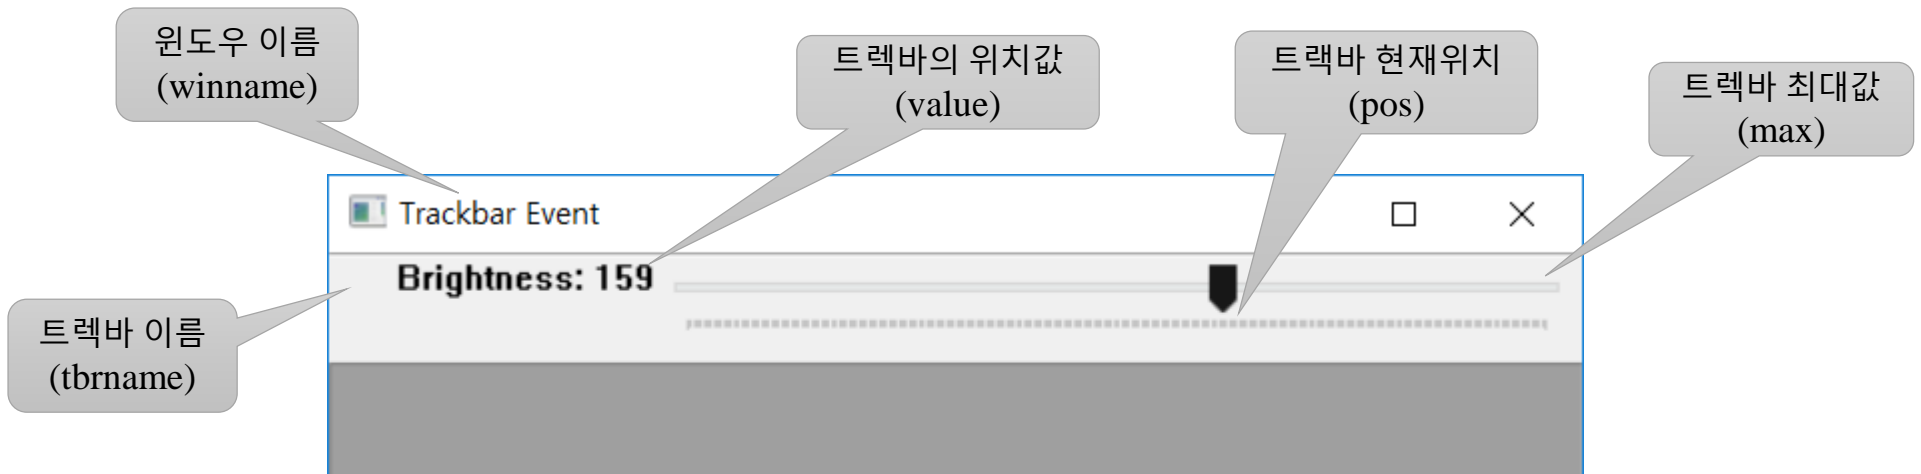 윈도우 이름
(winname)
트렉바의 위치값
(value)
트랙바 현재위치
(pos)
트렉바 최대값
(max)
Trackbar Event
Brightness: 159
트렉바 이름
(tbrname)